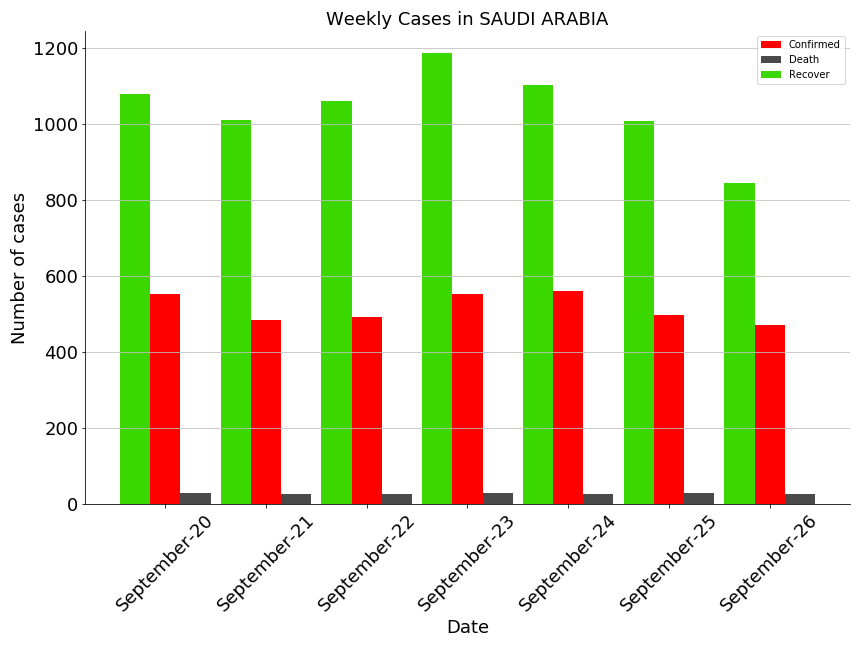 Weekly Cases in SAUDI ARABIA
Confirmed
Death
Recover
Number of cases
1200
1000
800
600
400
200
0
September-20
September-21
September-22
September-23
September-24
September-25
September-26
Date